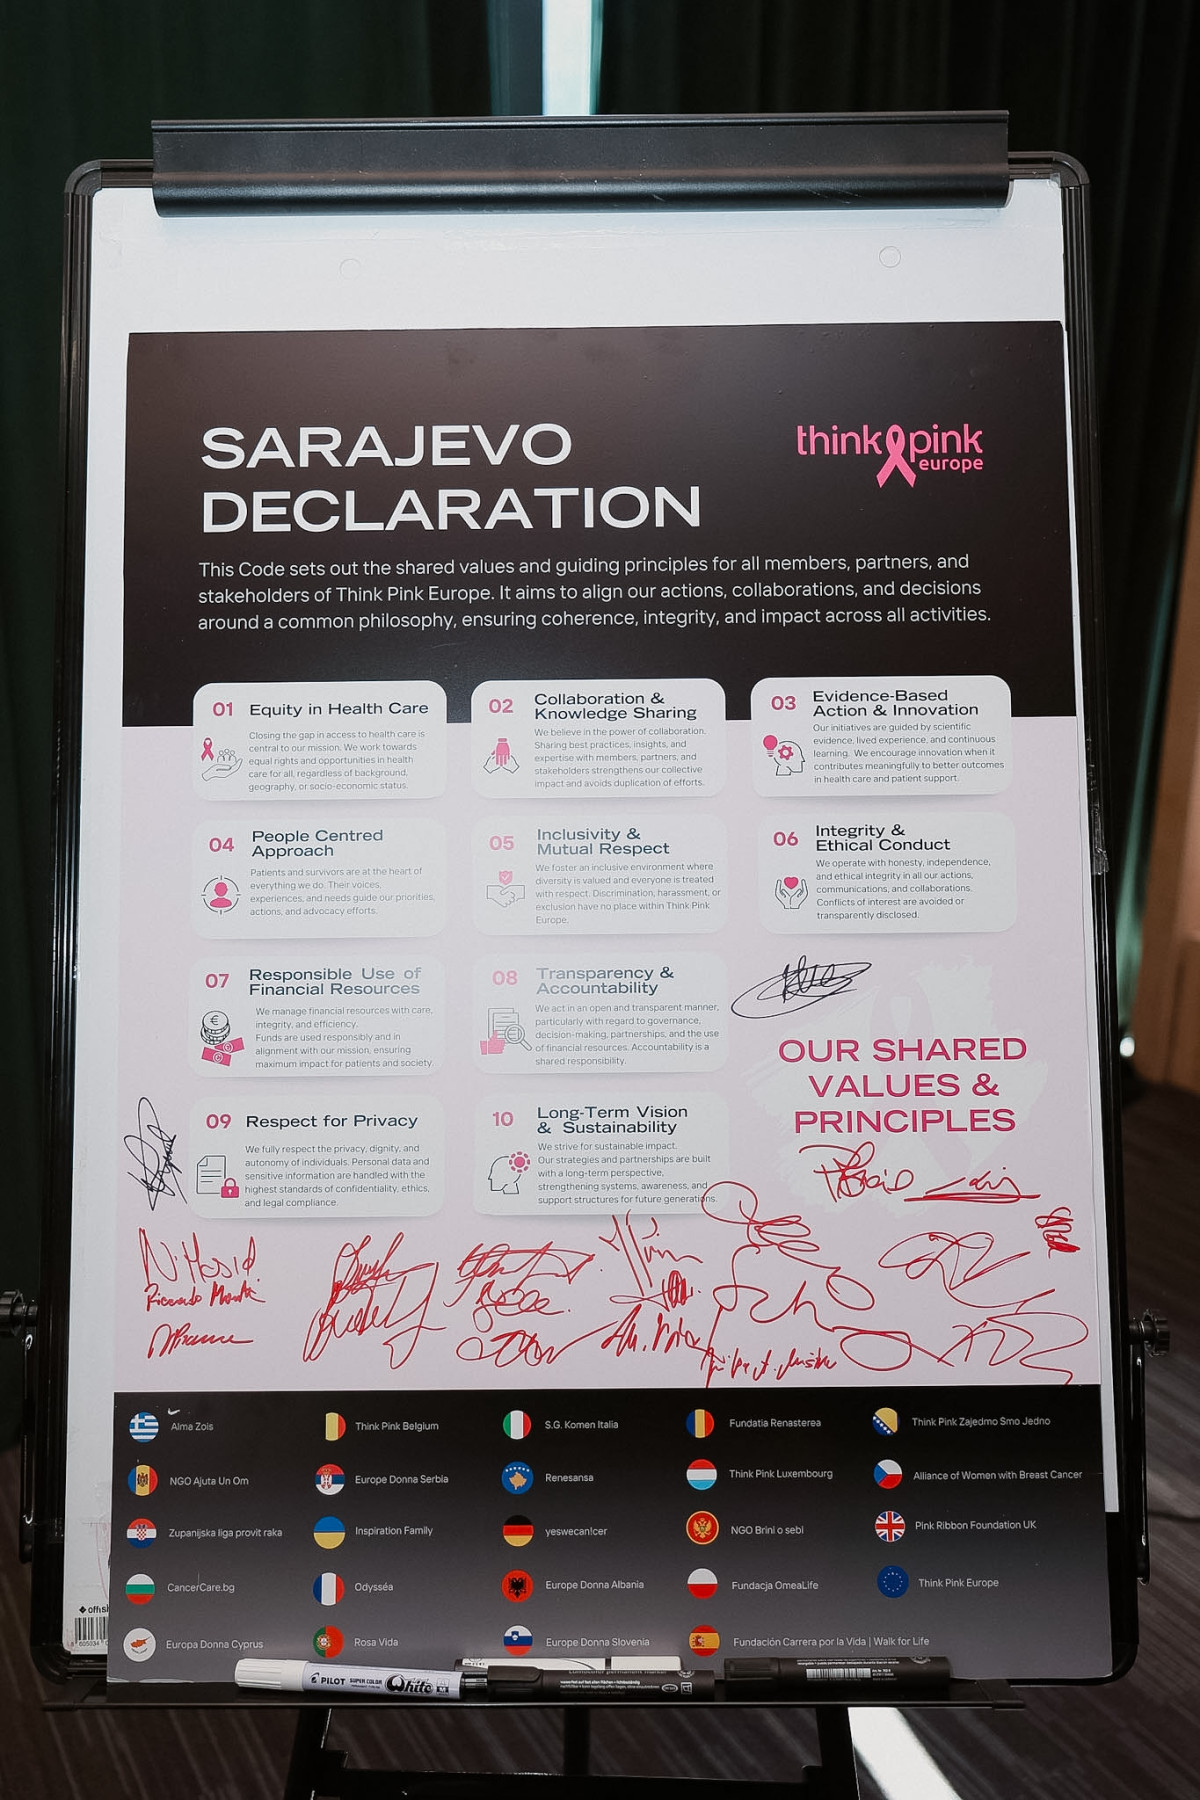 SARAJEVO
DECLARATION
think pink
europe
This Code sets out the shared values and guiding principles for all members, partners, and
stakeholders of Think Pink Europe. It aims to align our actions, collaborations, and decisions
around a common philosophy, ensuring coherence, integrity, and impact across all activities.
01 Equity in Health Care
Closing the gap in access to health care is
central to our mission. We work towards
equal rights and opportunities in health
care for all, regardless of background,
geography, or socio-economic status.
02 Collaboration &
Knowledge Sharing
We believe in the power of collaboration.
Sharing best practices, insights, and
expertise with members, partners, and
stakeholders strengthens our collective
impact and avoids duplication of efforts.
03 Evidence-Based
Action & Innovation
Our initiatives are guided by scientific
evidence, lived experience, and continuous
learning. We encourage innovation when it
contributes meaningfully to better outcomes
in health care and patient support.
04 People Centred
Approach
Patients and survivors are at the heart of
everything we do. Their voices,
experiences, and needs guide our priorities,
actions, and advocacy efforts.
05 Inclusivity &
Mutual Respect
We foster an inclusive environment where
diversity is valued and everyone is treated
with respect. Discrimination, harassment, or
exclusion have no place within Think Pink
Europe.
06 Integrity &
Ethical Conduct
We operate with honesty, independence,
and ethical integrity in all our actions,
communications, and collaborations.
Conflicts of interest are avoided or
transparently disclosed.
07 Responsible Use of
Financial Resources
We manage financial resources with care,
integrity, and efficiency.
Funds are used responsibly and in
alignment with our mission, ensuring
maximum impact for patients and society.
08 Transparency &
Accountability
We act in an open and transparent manner,
particularly with regard to governance,
decision-making, partnerships, and the use
of financial resources. Accountability is a
shared responsibility.
OUR SHARED
VALUES &
PRINCIPLES
09 Respect for Privacy
We fully respect the privacy, dignity, and
autonomy of individuals. Personal data and
sensitive information are handled with the
highest standards of confidentiality, ethics,
and legal compliance.
10 Long-Term Vision
& Sustainability
We strive for sustainable impact.
Our strategies and partnerships are built
with a long-term perspective,
strengthening systems, awareness, and
support structures for future generations.
Alma Zois
Think Pink Belgium
S.G. Komen Italia
Fundatia Renasterea
Think Pink Zajedmo Smo Jedno
NGO Ajuta Un Om
Europe Donna Serbia
Renesansa
Think Pink Luxembourg
Alliance of Women with Breast Cancer
Zupanijska liga provit raka
Inspiration Family
yeswecan!cer
NGO Brini o sebi
Pink Ribbon Foundation UK
CancerCare.bg
Odysséa
Europe Donna Albania
Fundacja OmeaLife
Think Pink Europe
Europa Donna Cyprus
Rosa Vida
Europe Donna Slovenia
Fundación Carrera por la Vida | Walk for Life
PILOT SUPER COLOR White M